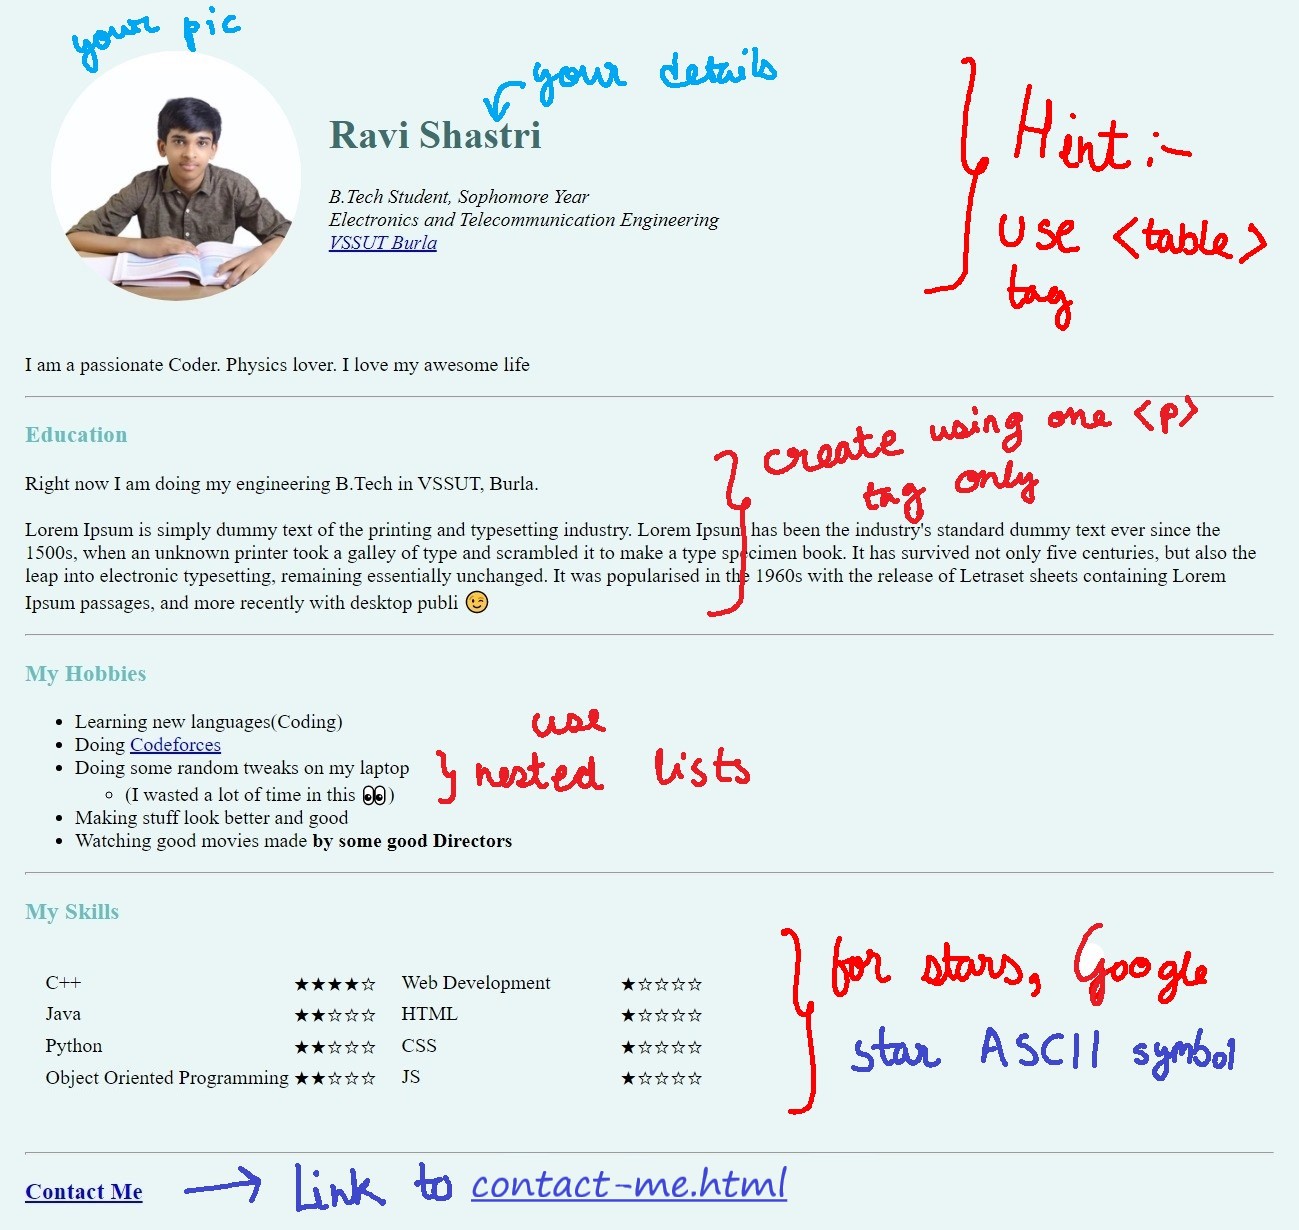 your pic
your details
Ravi Shastri
B.Tech Student, Sophomore Year
Electronics and Telecommunication Engineering
VSSUT Burla
Hint :-
use <table>
tag
I am a passionate Coder. Physics lover. I love my awesome life
Education
create using one <p>
tag only
Right now I am doing my engineering B.Tech in VSSUT, Burla.
Lorem Ipsum is simply dummy text of the printing and typesetting industry. Lorem Ipsum has been the industry's standard dummy text ever since the
1500s, when an unknown printer took a galley of type and scrambled it to make a type specimen book. It has survived not only five centuries, but also the
leap into electronic typesetting, remaining essentially unchanged. It was popularised in the 1960s with the release of Letraset sheets containing Lorem
Ipsum passages, and more recently with desktop publi 😉
My Hobbies
• Learning new languages(Coding)
• Doing Codeforces
• Doing some random tweaks on my laptop
◦ (I wasted a lot of time in this 👀)
• Making stuff look better and good
• Watching good movies made by some good Directors
use
nested lists
My Skills
C++ ★★★★☆ Web Development ★☆☆☆☆
Java ★★☆☆☆ HTML ★☆☆☆☆
Python ★★☆☆☆ CSS ★☆☆☆☆
Object Oriented Programming ★★☆☆☆ JS ★☆☆☆☆
for stars, Google
star ASCII symbol
Contact Me
Link to contact-me.html